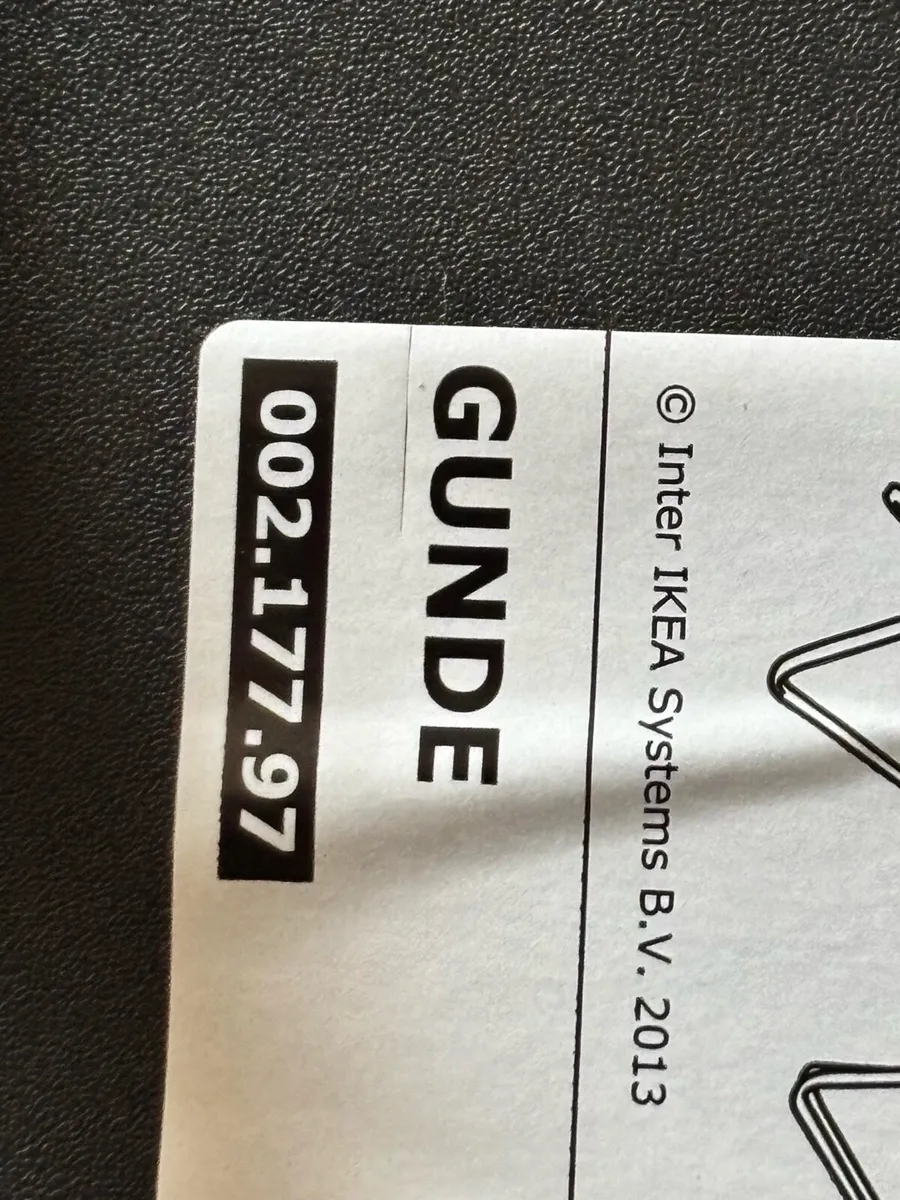 © Inter IKEA Systems B.V. 2013
GUNDE
002.177.97